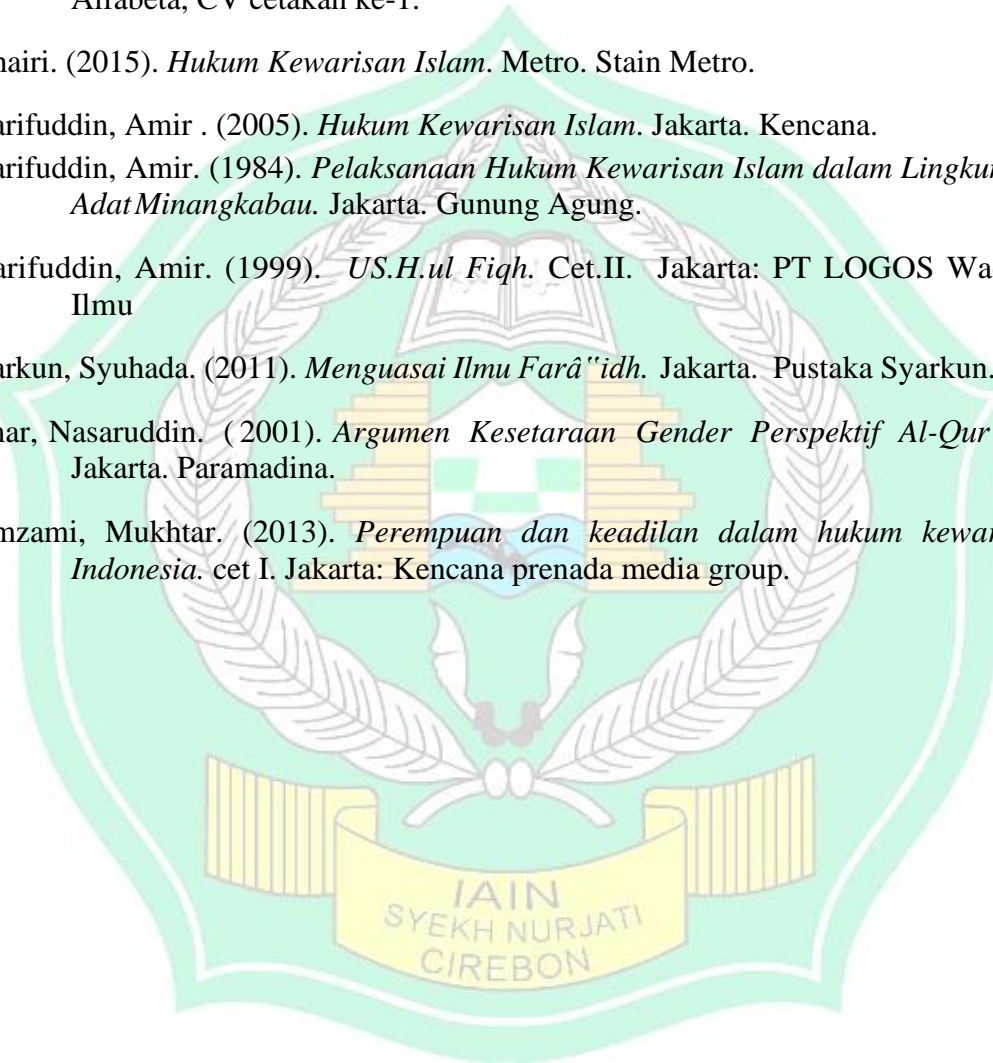 Alfabeta, CV cetakan ke-1.
hairi. (2015). Hukum Kewarisan Islam. Metro. Stain Metro.
arifuddin, Amir . (2005). Hukum Kewarisan Islam. Jakarta. Kencana.
arifuddin, Amir. (1984). Pelaksanaan Hukum Kewarisan Islam dalam Lingku
AdatMinangkabau. Jakarta. Gunung Agung.
arifuddin, Amir. (1999). US.H.ul Fiqh. Cet.II. Jakarta: PT LOGOS Wa
Ilmu
arkun, Syuhada. (2011). Menguasai Ilmu Farâ‟idh. Jakarta. Pustaka Syarkun.
nar, Nasaruddin. (2001). Argumen Kesetaraan Gender Perspektif Al-Qur
Jakarta. Paramadina.
mzami, Mukhtar. (2013). Perempuan dan keadilan dalam hukum kewar
Indonesia. cet I. Jakarta: Kencana prenada media group.
IAIN
SYEKH NURJATI
CIREBON